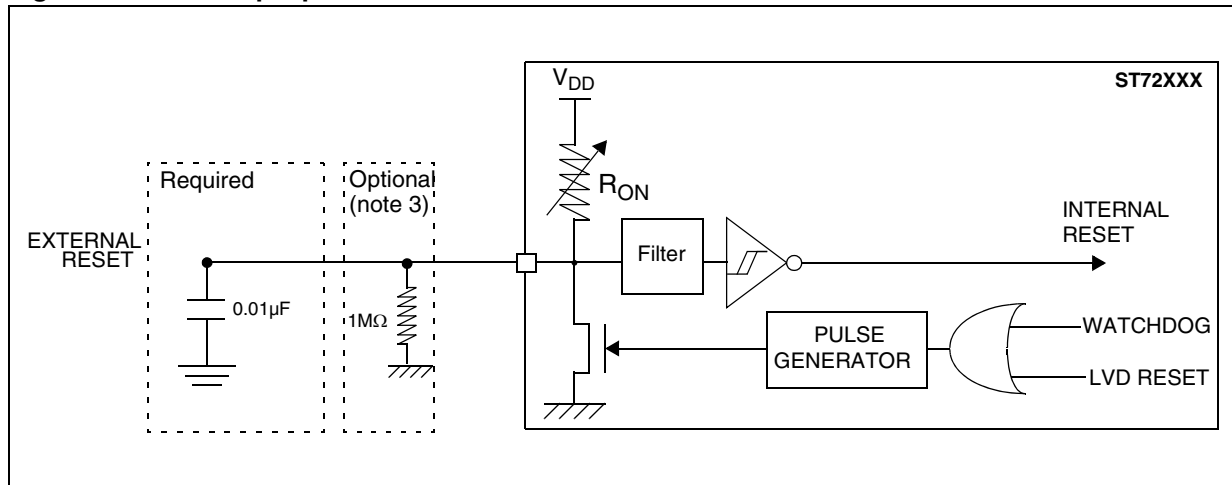 ST72XXX
VDD
RON
Required
Optional
(note 3)
EXTERNAL
RESET
0.01µF
1MΩ
Filter
INTERNAL
RESET
PULSE
GENERATOR
WATCHDOG
LVD RESET